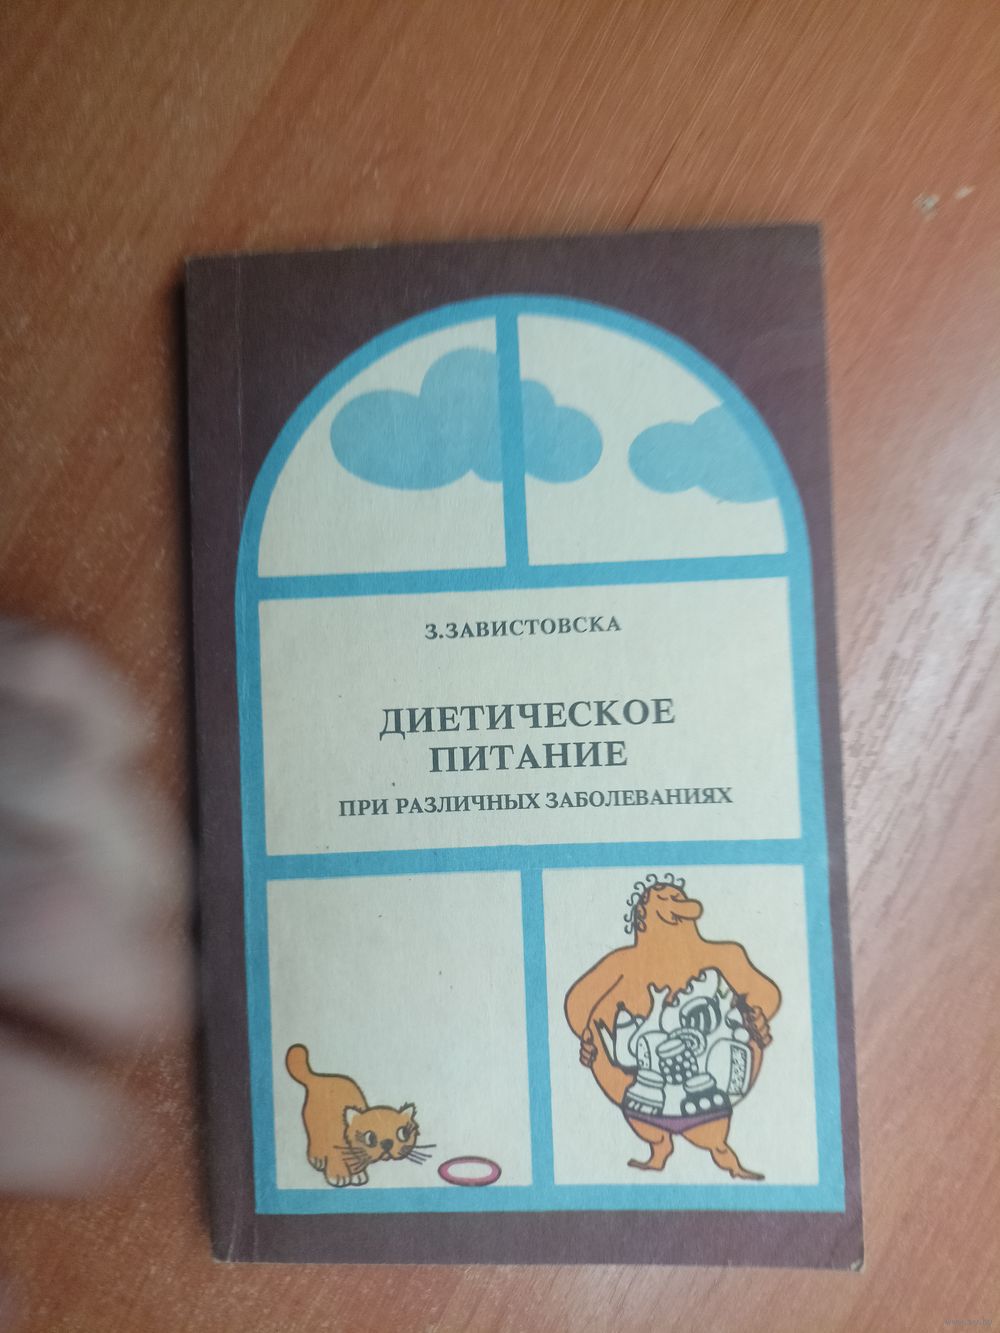 З.ЗАВИСТОВСКА
ДИЕТИЧЕСКОЕ
ПИТАНИЕ
ПРИ РАЗЛИЧНЫХ ЗАБОЛЕВАНИЯХ